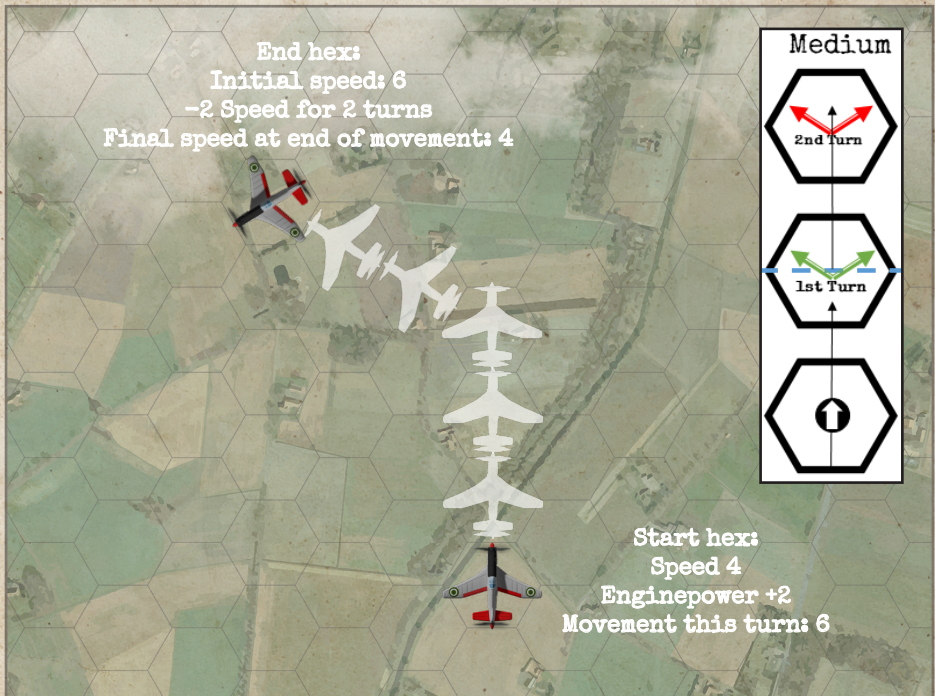 End hex:
Initial speed: 6
-2 Speed for 2 turns
Final speed at end of movement: 4
Medium
2nd Turn
1st Turn
Start hex:
Speed 4
Enginepower +2
Movement this turn: 6